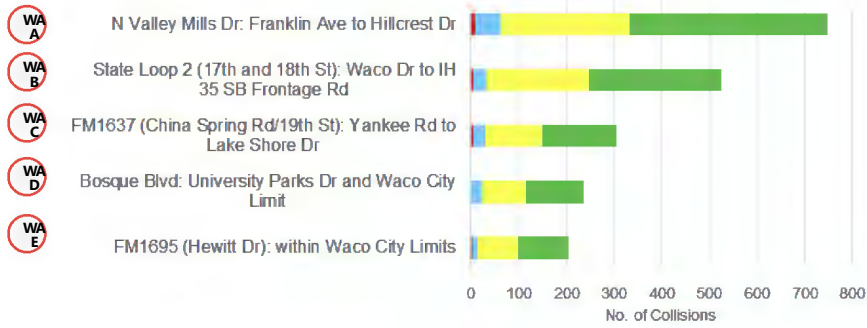 WA
A
N Valley Mills Dr: Franklin Ave to Hillcrest Dr
WA
B
State Loop 2 (17th and 18th St): Waco Dr to IH
35 SB Frontage Rd
WA
C
FM1637 (China Spring Rd/19th St): Yankee Rd to
Lake Shore Dr
WA
D
Bosque Blvd: University Parks Dr and Waco City
Limit
WA
E
FM1695 (Hewitt Dr): within Waco City Limits
0 100 200 300 400 500 600 700 800
No. of Collisions